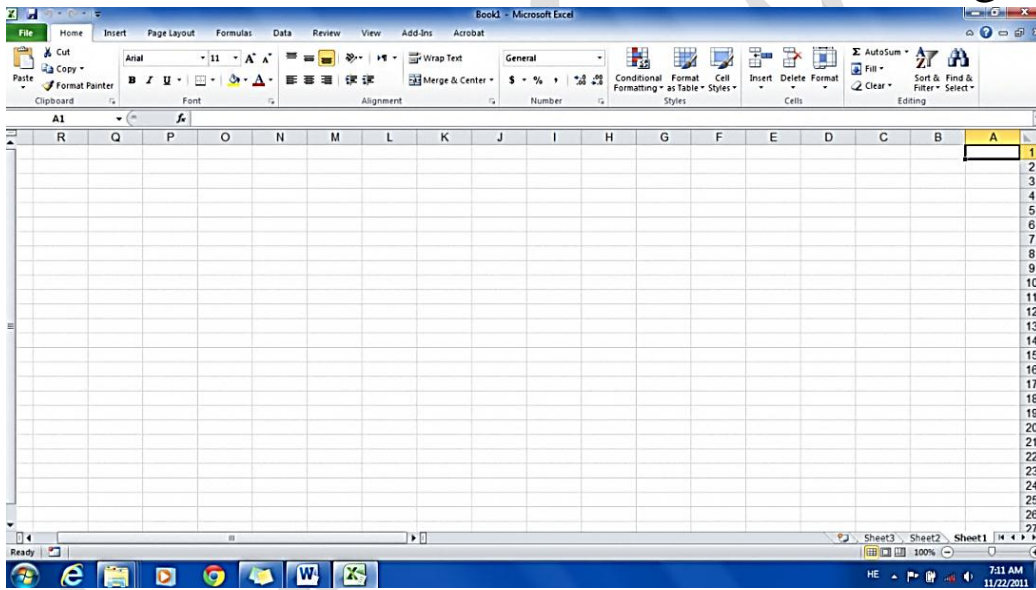 Book1 - Microsoft Excel
File Home Insert Page Layout Formulas Data Review View Add-Ins Acrobat
Paste
Cut
Copy
Format Painter
Clipboard
Arial 11 A A
B I U A
Font
Wrap Text
Merge & Center
Alignment
General
$ % ,
Number
Conditional Formatting
Format as Table
Cell Styles
Styles
Insert Delete Format
Cells
Σ AutoSum
Fill
Clear
Sort & Filter
Find & Select
Editing
A1 fx
R Q P O N M L K J I H G F E D C B A
1
2
3
4
5
6
7
8
9
10
11
12
13
14
15
16
17
18
19
20
21
22
23
24
25
26
27
Sheet3 Sheet2 Sheet1
Ready 100%
HE 7:11 AM
11/22/2011